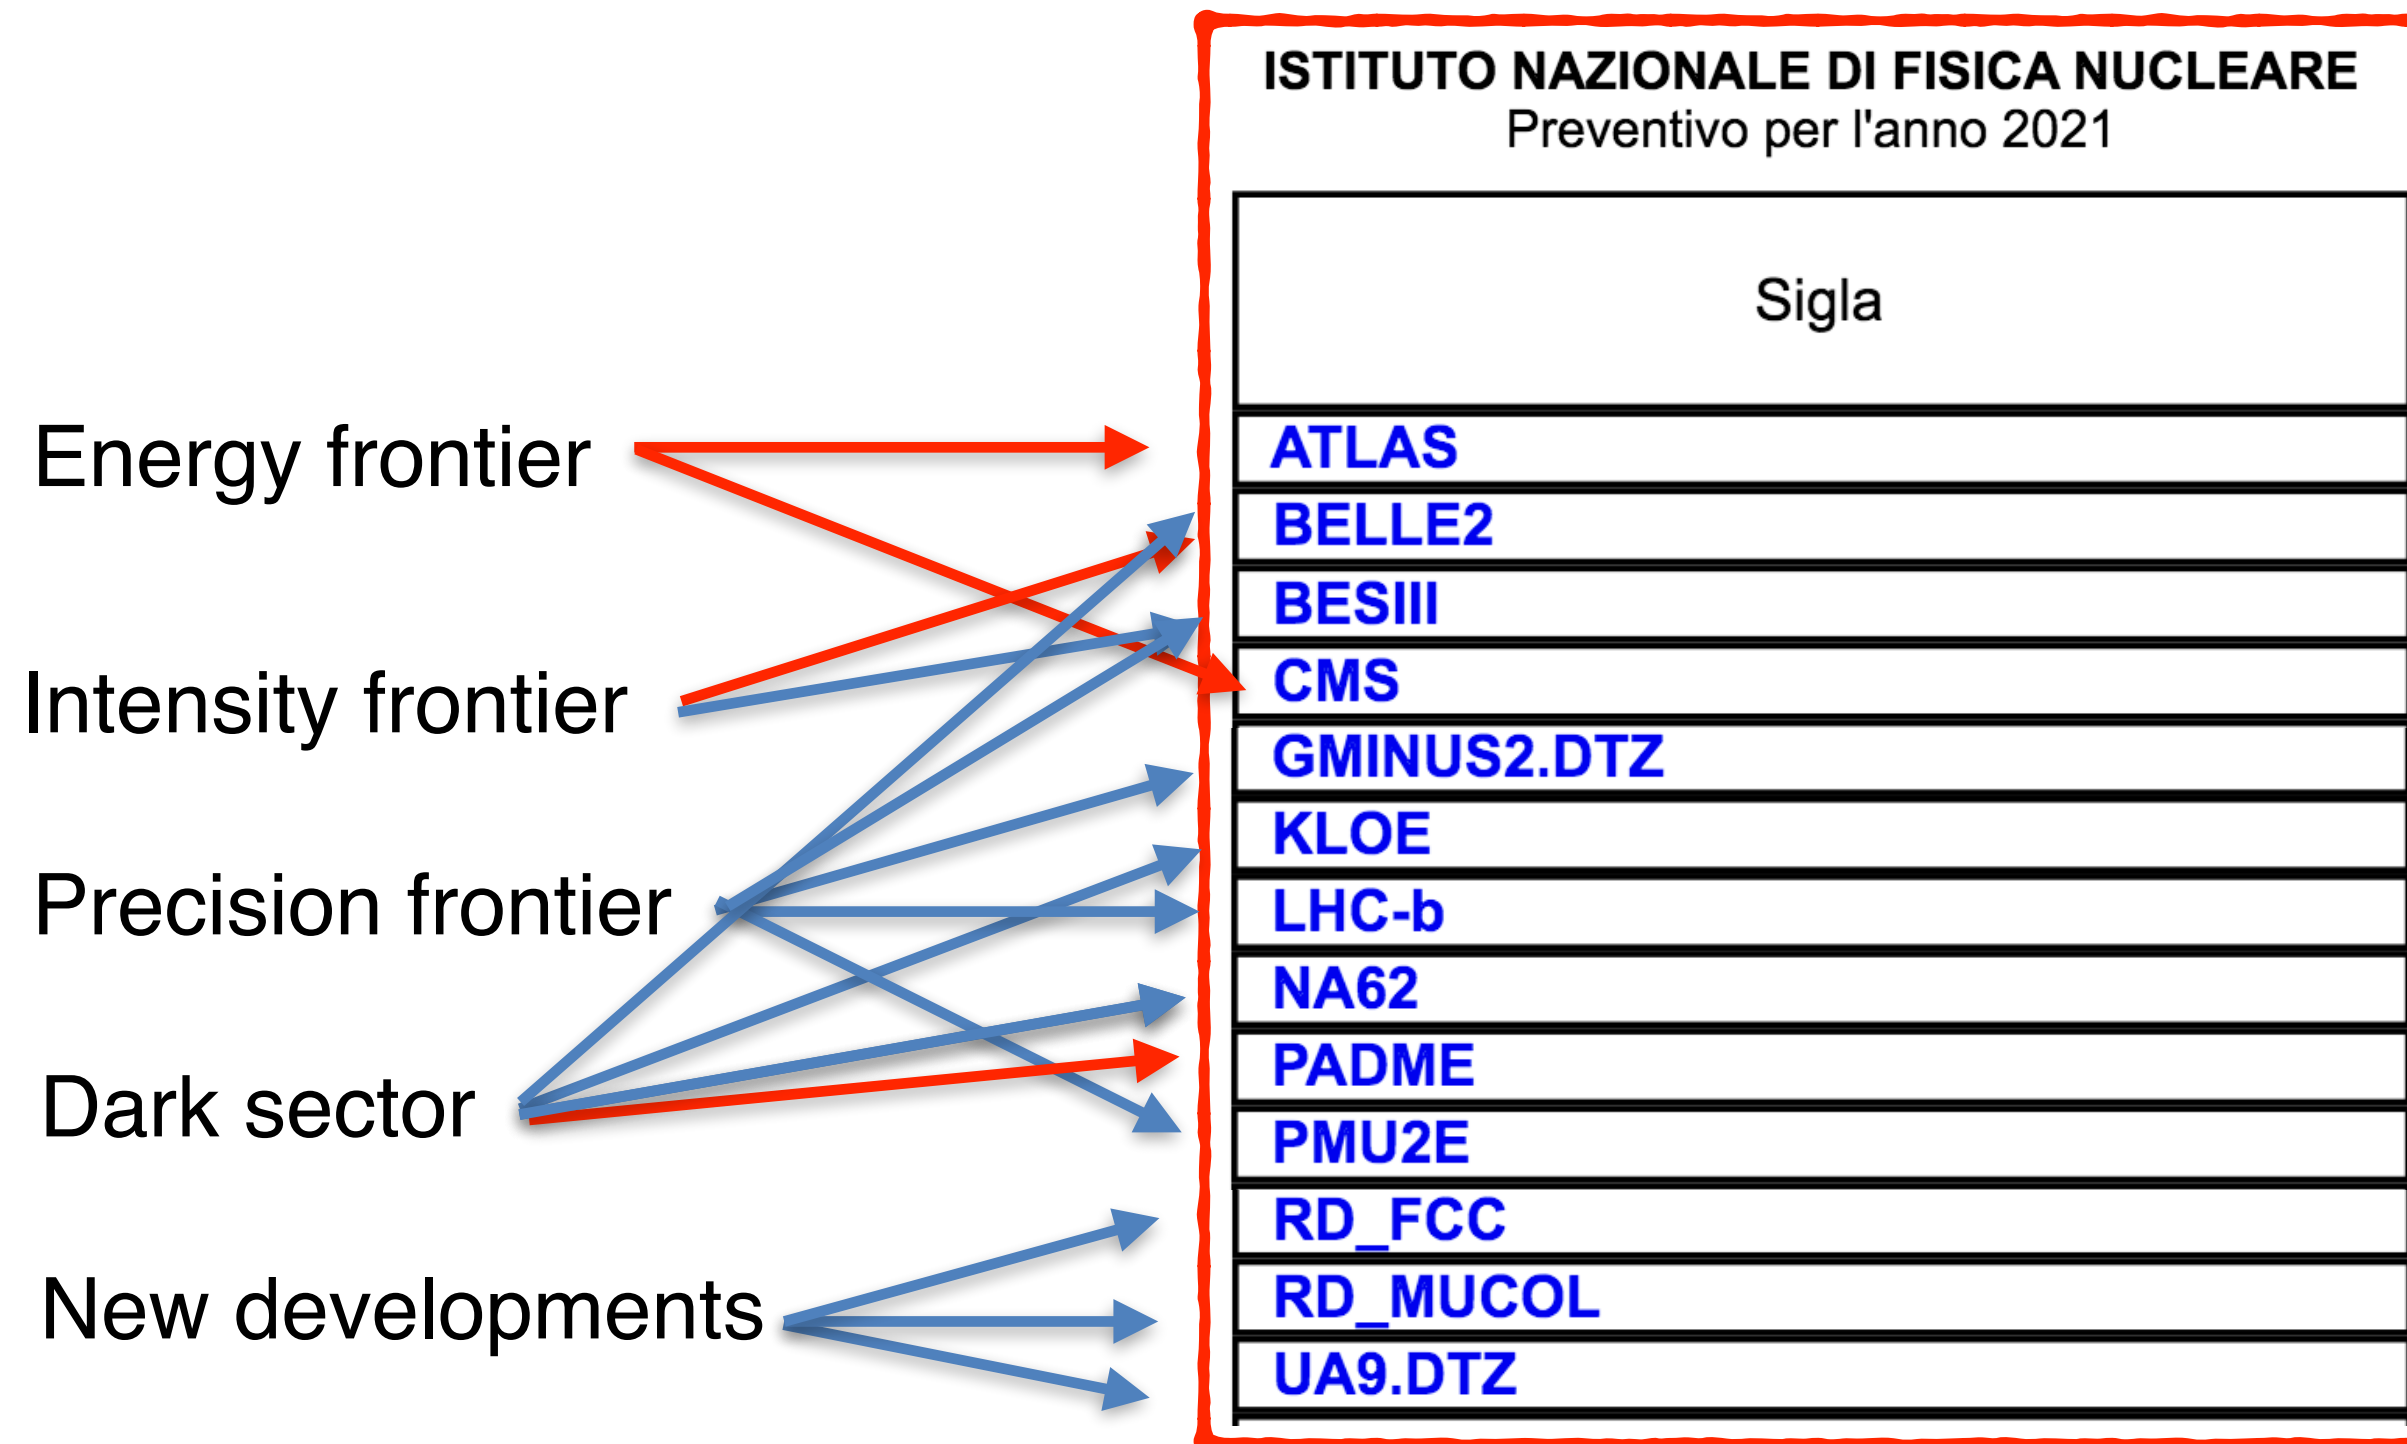 ISTITUTO NAZIONALE DI FISICA NUCLEARE
Preventivo per l'anno 2021
Sigla
Energy frontier
Intensity frontier
Precision frontier
Dark sector
New developments
ATLAS
BELLE2
BESIII
CMS
GMINUS2.DTZ
KLOE
LHC-b
NA62
PADME
PMU2E
RD_FCC
RD_MUCOL
UA9.DTZ